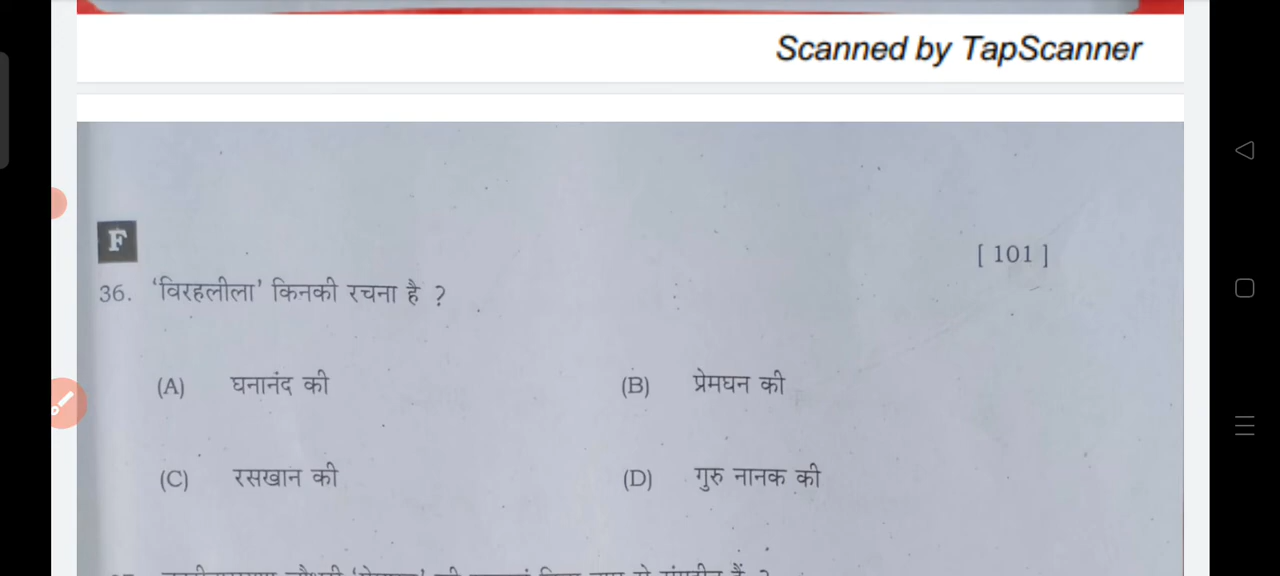 Scanned by TapScanner
F
[ 101 ]
36. 'विरहलीला' किनकी रचना है ?
(A) घनानंद की (B) प्रेमघन की
(C) रसखान की (D) गुरु नानक की